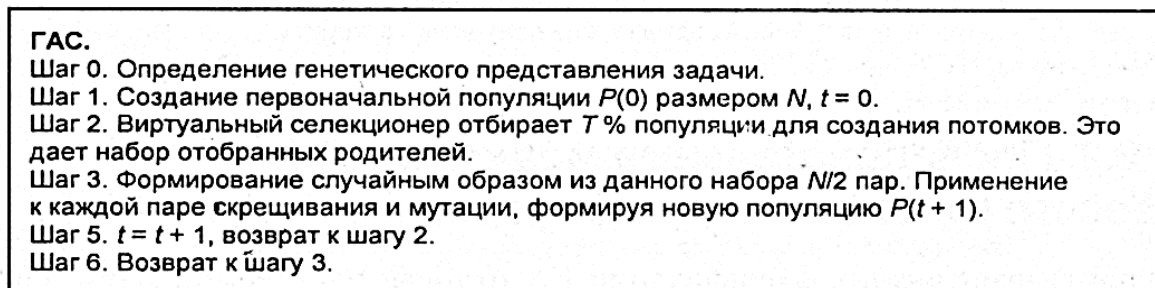 ГАС.
Шаг 0. Определение генетического представления задачи.
Шаг 1. Создание первоначальной популяции P(0) размером N, t = 0.
Шаг 2. Виртуальный селекционер отбирает T % популяции для создания потомков. Это
дает набор отобранных родителей.
Шаг 3. Формирование случайным образом из данного набора N/2 пар. Применение
к каждой паре скрещивания и мутации, формируя новую популяцию P(t + 1).
Шаг 5. t = t + 1, возврат к шагу 2.
Шаг 6. Возврат к шагу 3.